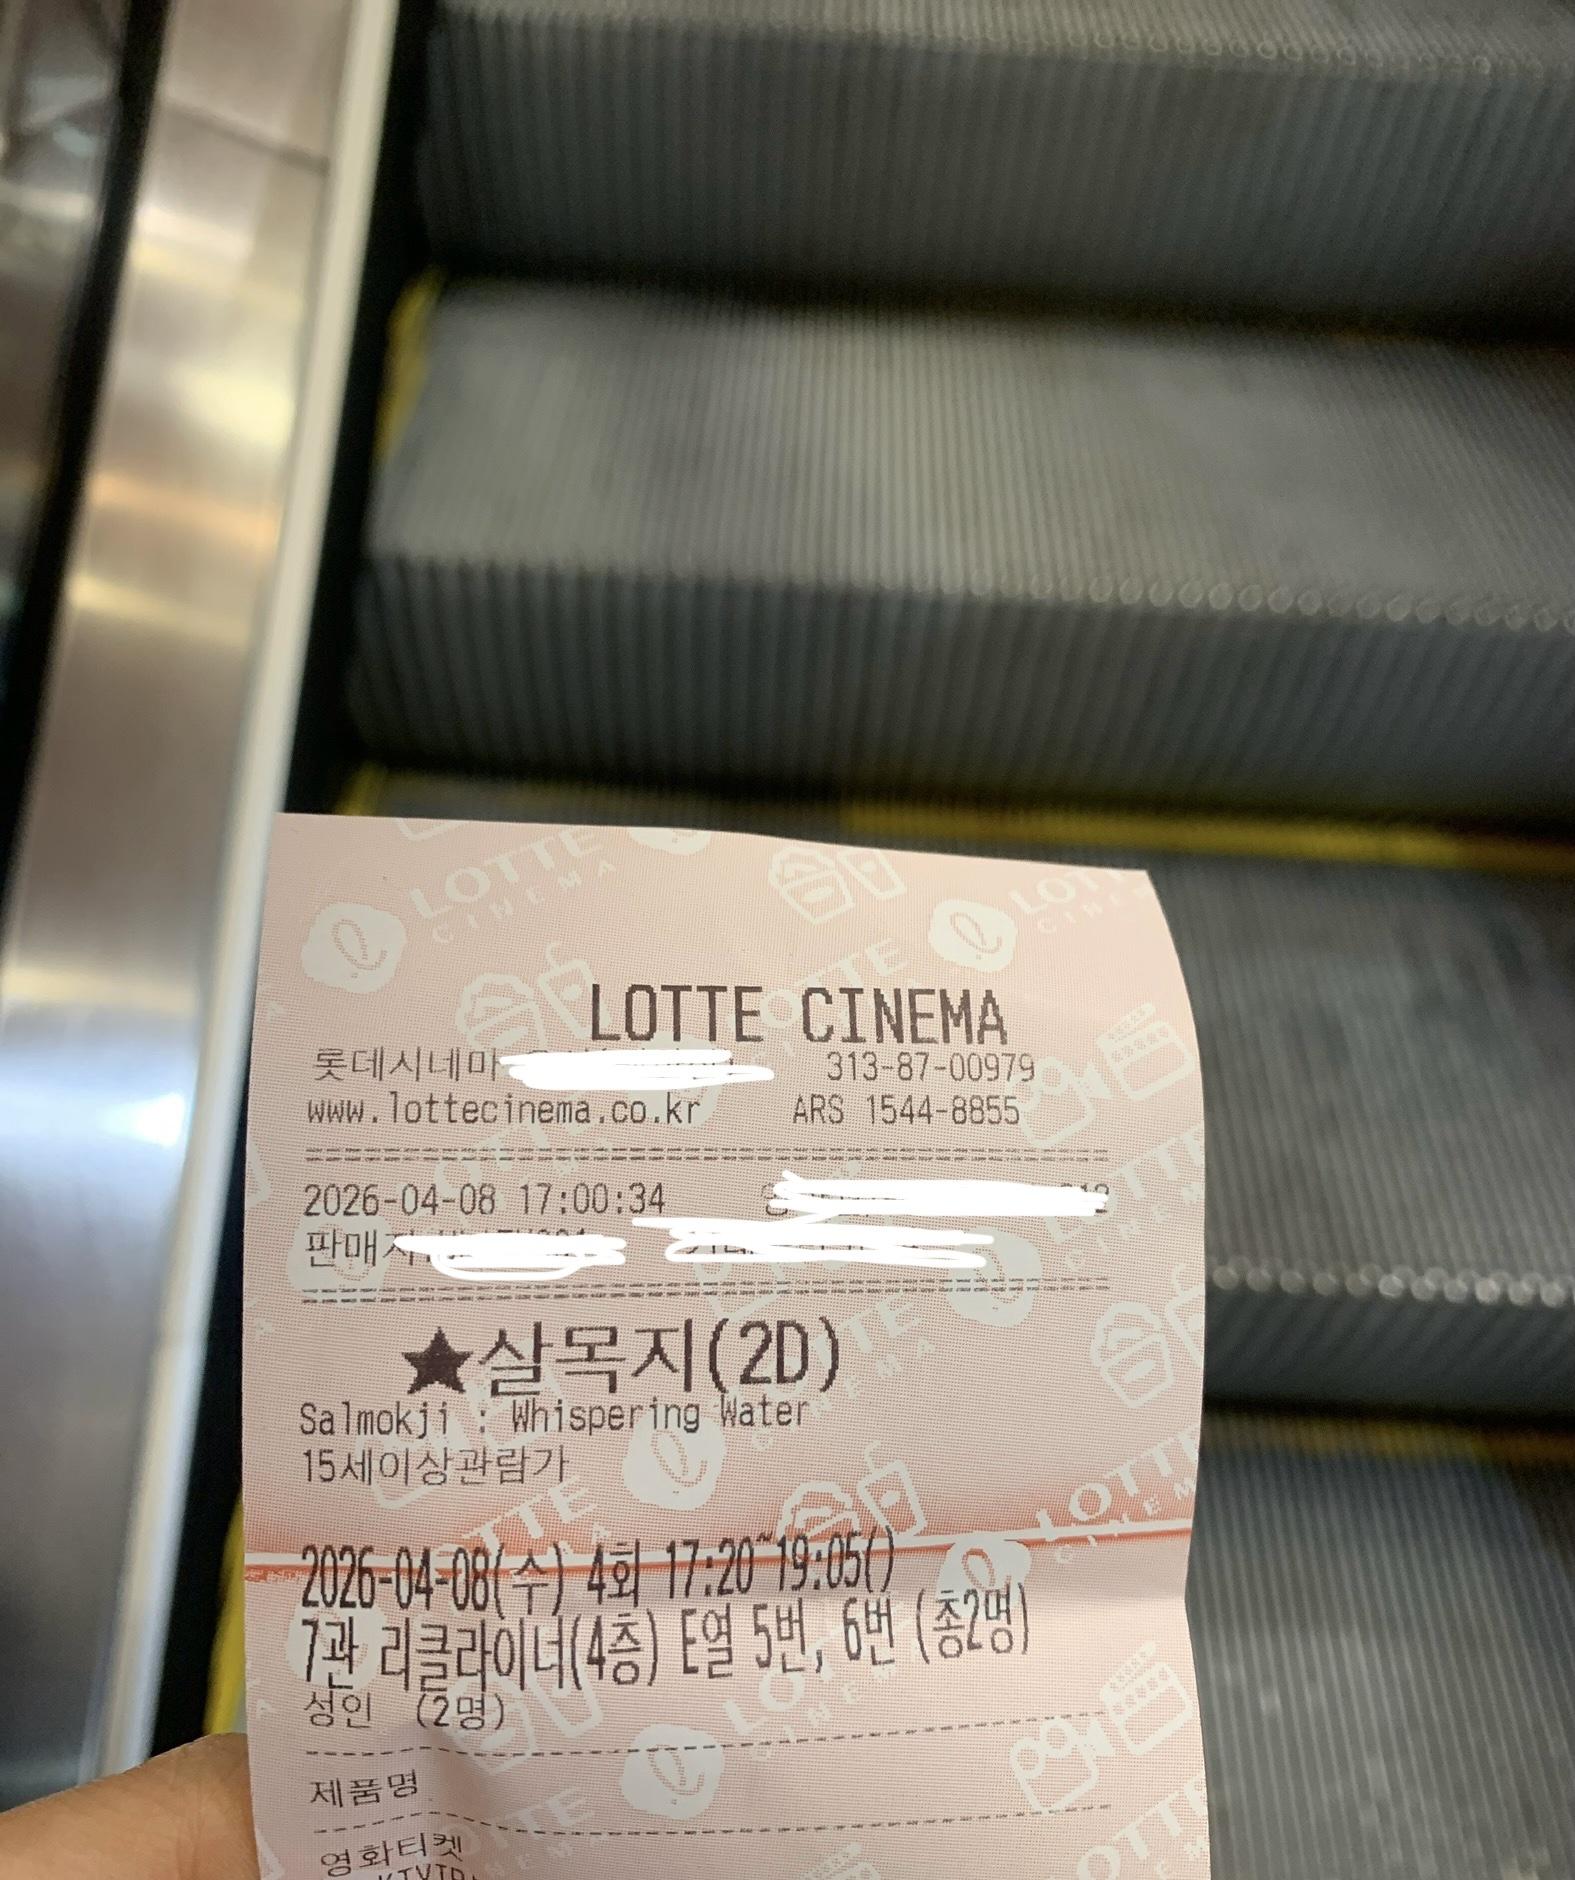 LOTTE CINEMA
롯데시네마 313-87-00979
www.lottecinema.co.kr ARS 1544-8855
2026-04-08 17:00:34
판매자
★살목지(2D)
Salmokji : Whispering Water
15세이상관람가
2026-04-08(수) 4회 17:20~19:05()
7관 리클라이너(4층) E열 5번, 6번 (총2명)
성인 (2명)
제품명
영화티켓